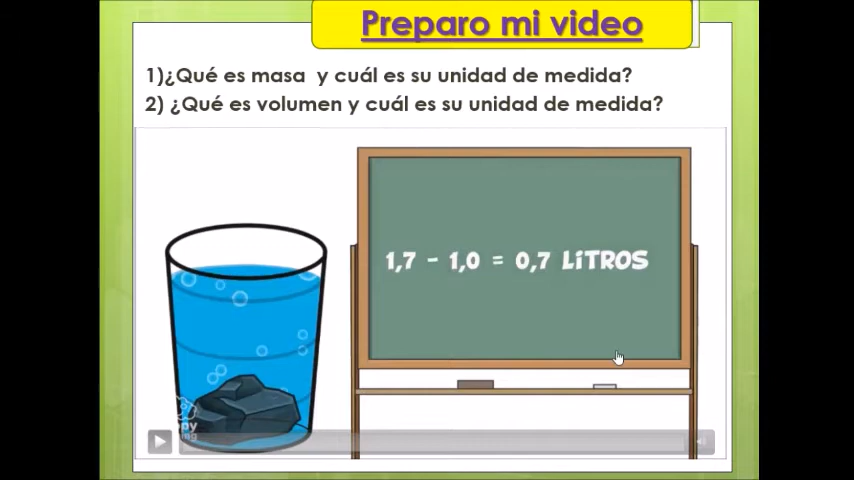 Preparo mi video
1)¿Qué es masa y cuál es su unidad de medida?
2) ¿Qué es volumen y cuál es su unidad de medida?
1,7 - 1,0 = 0,7 LiTROS